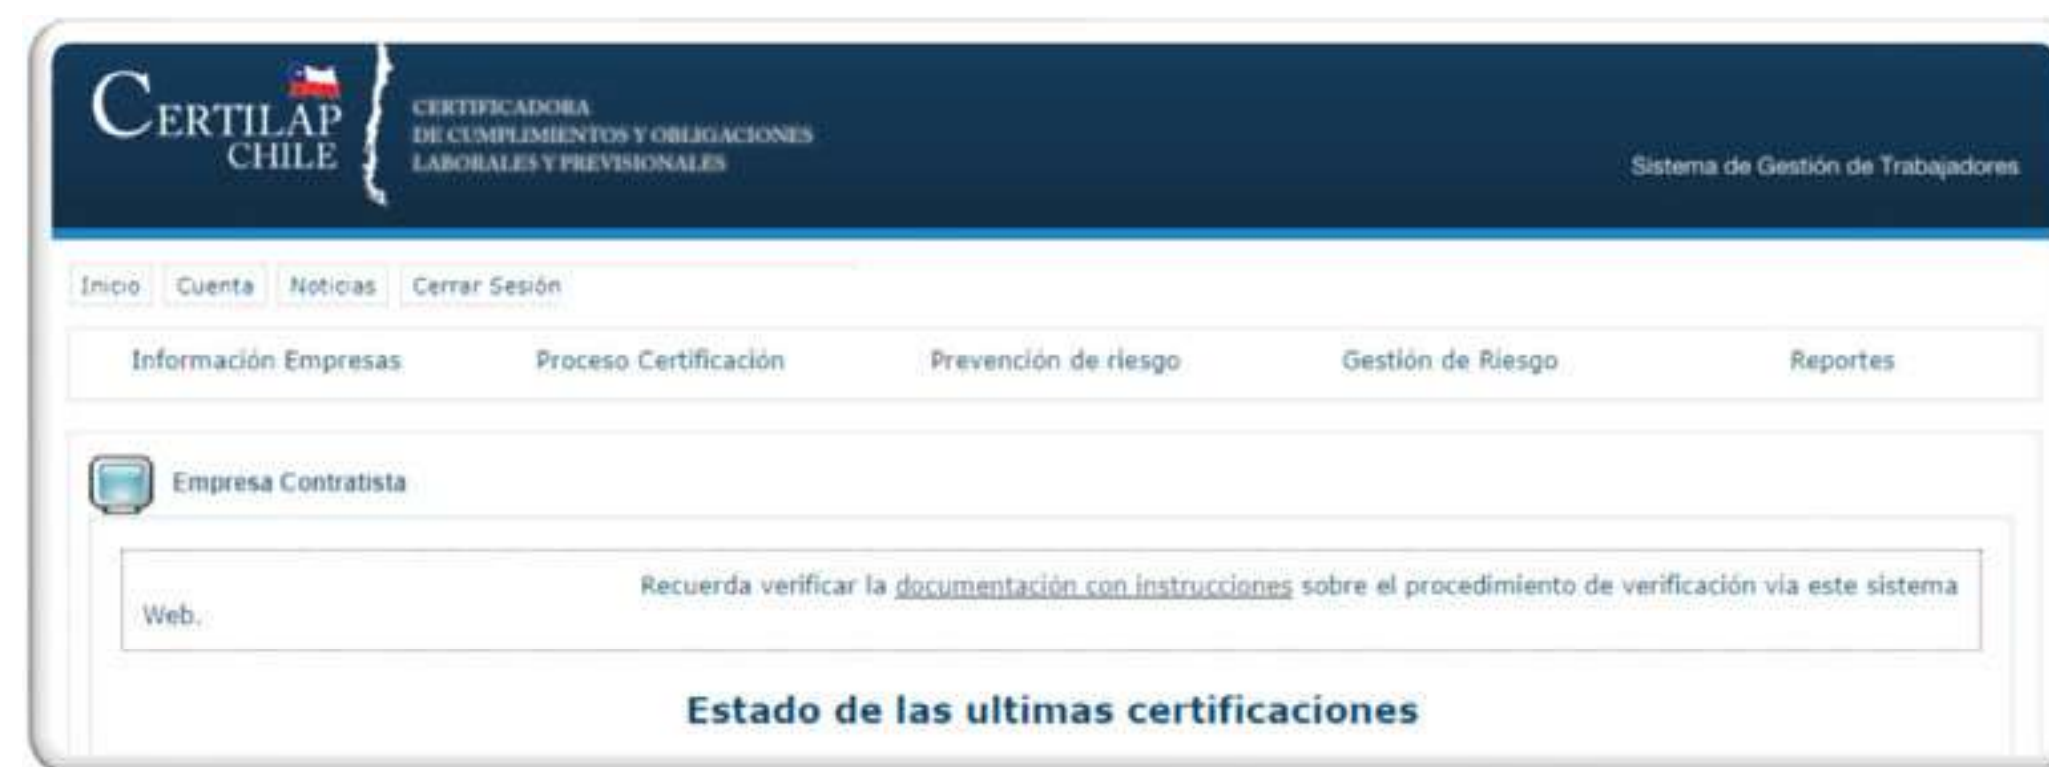 CERTILAP
CHILE
CERTIFICADORA
DE CUMPLIMIENTOS Y OBLIGACIONES
LABORALES Y PREVISIONALES
Sistema de Gestión de Trabajadores
Inicio Cuenta Noticias Cerrar Sesión
Información Empresas Proceso Certificación Prevención de riesgo Gestión de Riesgo Reportes
Empresa Contratista
Recuerda verificar la documentación con instrucciones sobre el procedimiento de verificación via este sistema
Web.
Estado de las ultimas certificaciones